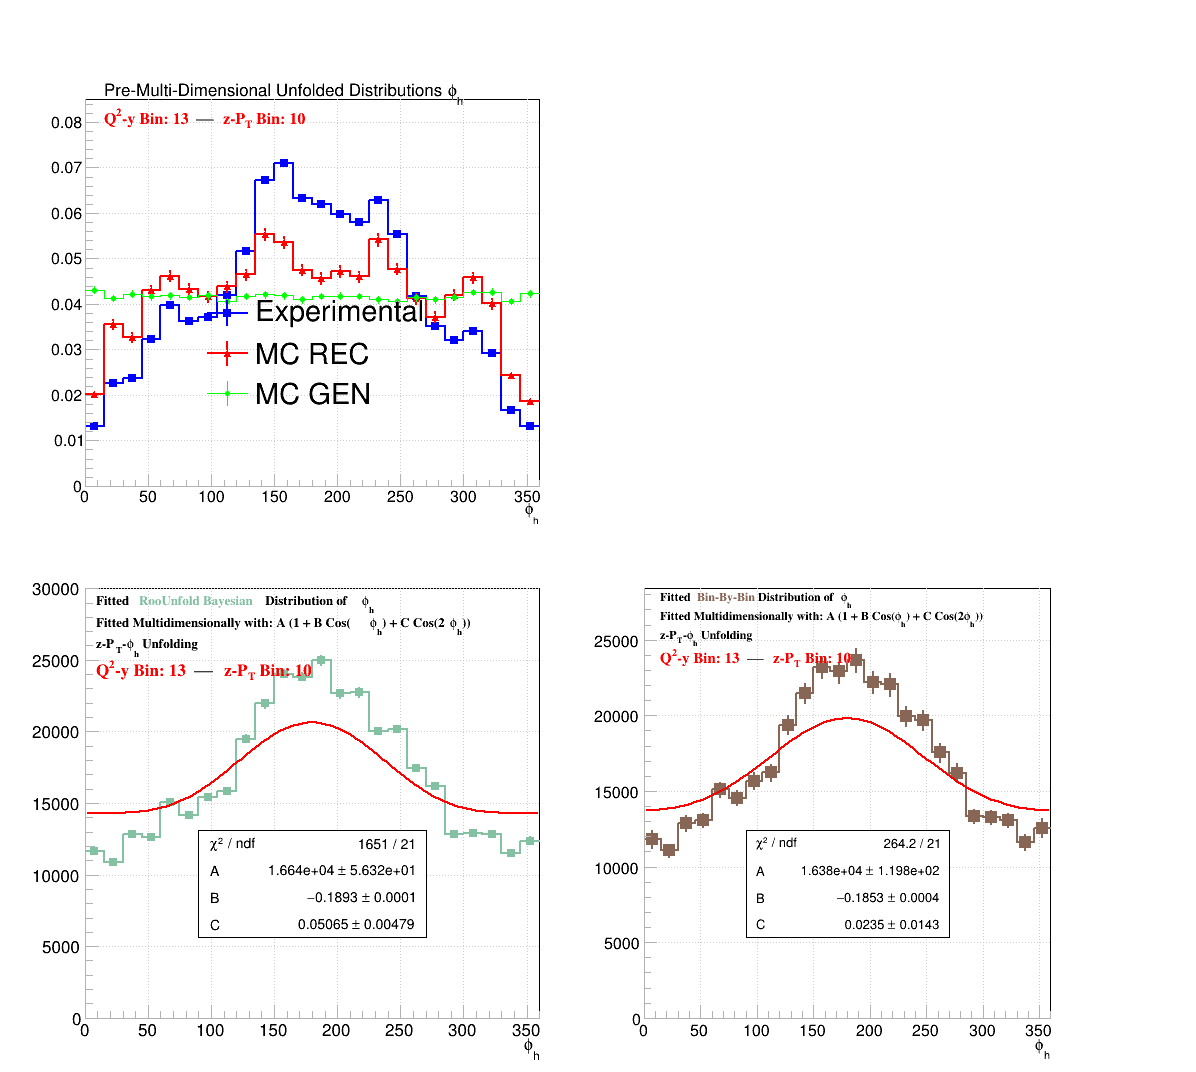 Pre-Multi-Dimensional Unfolded Distributions ϕ_h
Q²-y Bin: 13 — z-P_T Bin: 10
0.08
0.07
0.06
0.05
0.04
0.03
0.02
0.01
0
Experimental
MC REC
MC GEN
0 50 100 150 200 250 300 350
ϕ_h
30000
25000
20000
15000
10000
5000
0
Fitted RooUnfold Bayesian Distribution of ϕ_h
Fitted Multidimensionally with: A (1 + B Cos( ϕ_h) + C Cos(2 ϕ_h))
z-P_T-ϕ_h Unfolding
Q²-y Bin: 13 — z-P_T Bin: 10
χ² / ndf 1651 / 21
A 1.664e+04 ± 5.632e+01
B −0.1893 ± 0.0001
C 0.05065 ± 0.00479
0 50 100 150 200 250 300 350
ϕ_h
25000
20000
15000
10000
5000
0
Fitted Bin-By-Bin Distribution of ϕ_h
Fitted Multidimensionally with: A (1 + B Cos(ϕ_h) + C Cos(2ϕ_h))
z-P_T-ϕ_h Unfolding
Q²-y Bin: 13 — z-P_T Bin: 10
χ² / ndf 264.2 / 21
A 1.638e+04 ± 1.198e+02
B −0.1853 ± 0.0004
C 0.0235 ± 0.0143
0 50 100 150 200 250 300 350
ϕ_h